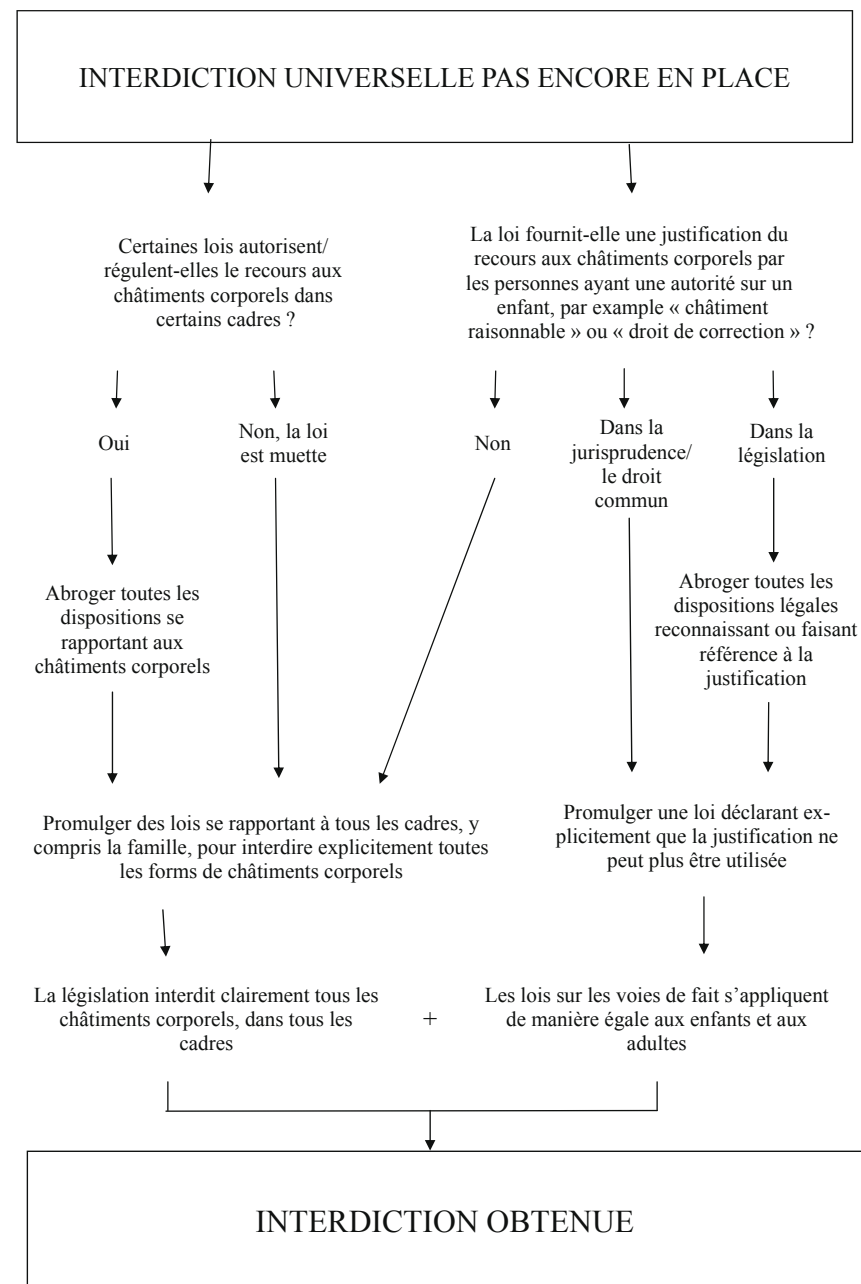 INTERDICTION UNIVERSELLE PAS ENCORE EN PLACE
Certaines lois autorisent/
régulent-elles le recours aux
châtiments corporels dans
certains cadres ?
La loi fournit-elle une justification du
recours aux châtiments corporels par
les personnes ayant une autorité sur un
enfant, par example « châtiment
raisonnable » ou « droit de correction » ?
Oui
Non, la loi
est muette
Non
Dans la
jurisprudence/
le droit
commun
Dans la
législation
Abroger toutes les
dispositions se
rapportant aux
châtiments corporels
Abroger toutes les
dispositions légales
reconnaissant ou faisant
référence à la
justification
Promulger des lois se rapportant à tous les cadres, y
compris la famille, pour interdire explicitement toutes
les forms de châtiments corporels
Promulger une loi déclarant ex-
plicitement que la justification ne
peut plus être utilisée
La législation interdit clairement tous les
châtiments corporels, dans tous les
cadres
+
Les lois sur les voies de fait s’appliquent
de manière égale aux enfants et aux
adultes
INTERDICTION OBTENUE